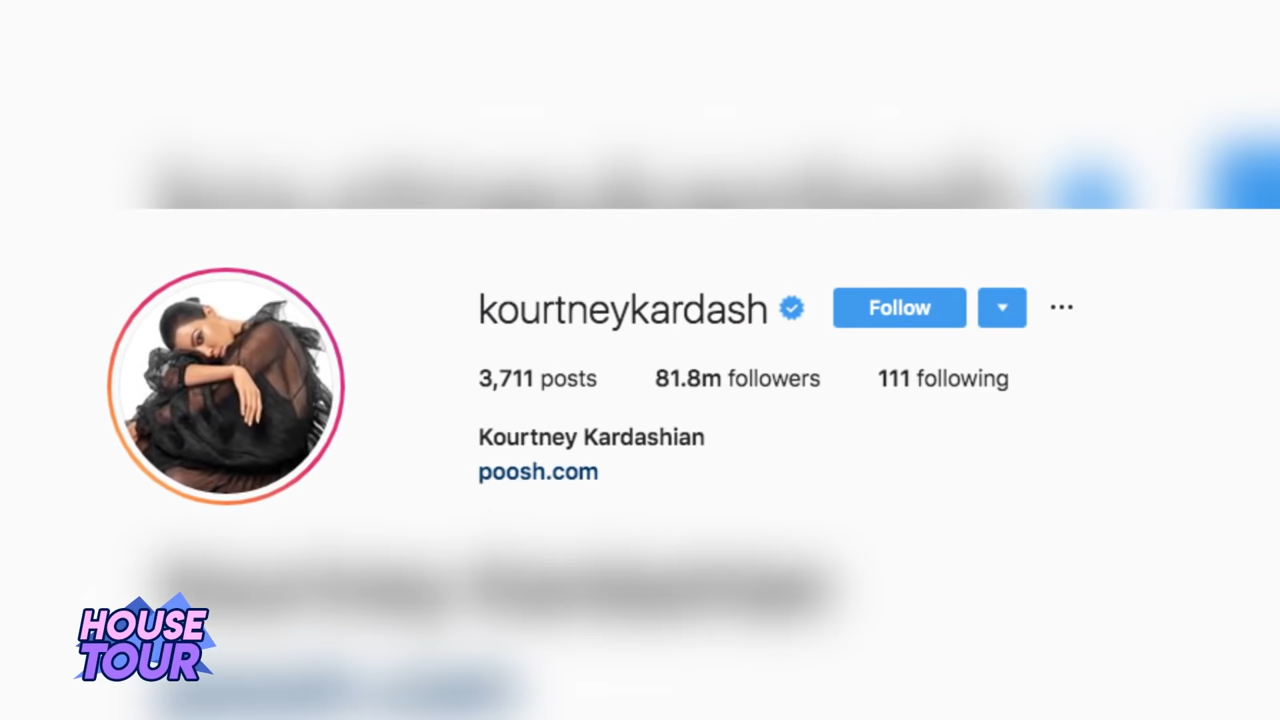 kourtneykardash Follow ...
3,711 posts 81.8m followers 111 following
Kourtney Kardashian
poosh.com
HOUSE
TOUR